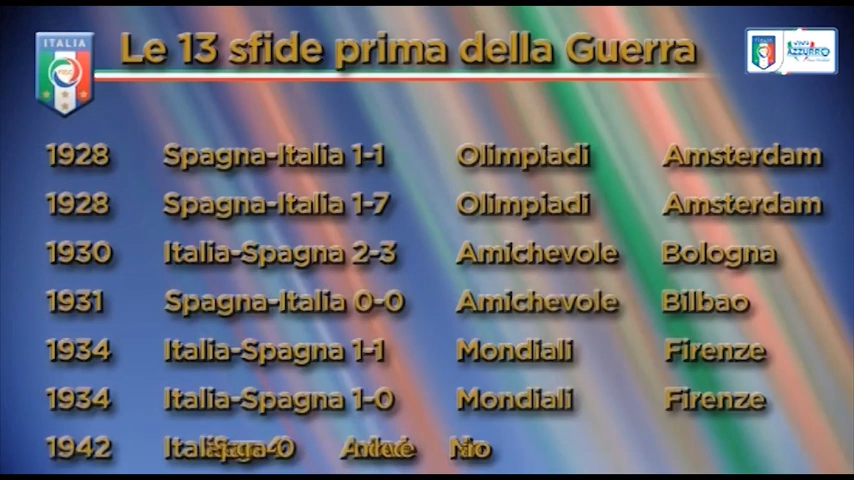 Le 13 sfide prima della Guerra
ITALIA
FIGC
AZZURRO
1928 Spagna-Italia 1-1 Olimpiadi Amsterdam
1928 Spagna-Italia 1-7 Olimpiadi Amsterdam
1930 Italia-Spagna 2-3 Amichevole Bologna
1931 Spagna-Italia 0-0 Amichevole Bilbao
1934 Italia-Spagna 1-1 Mondiali Firenze
1934 Italia-Spagna 1-0 Mondiali Firenze
1942